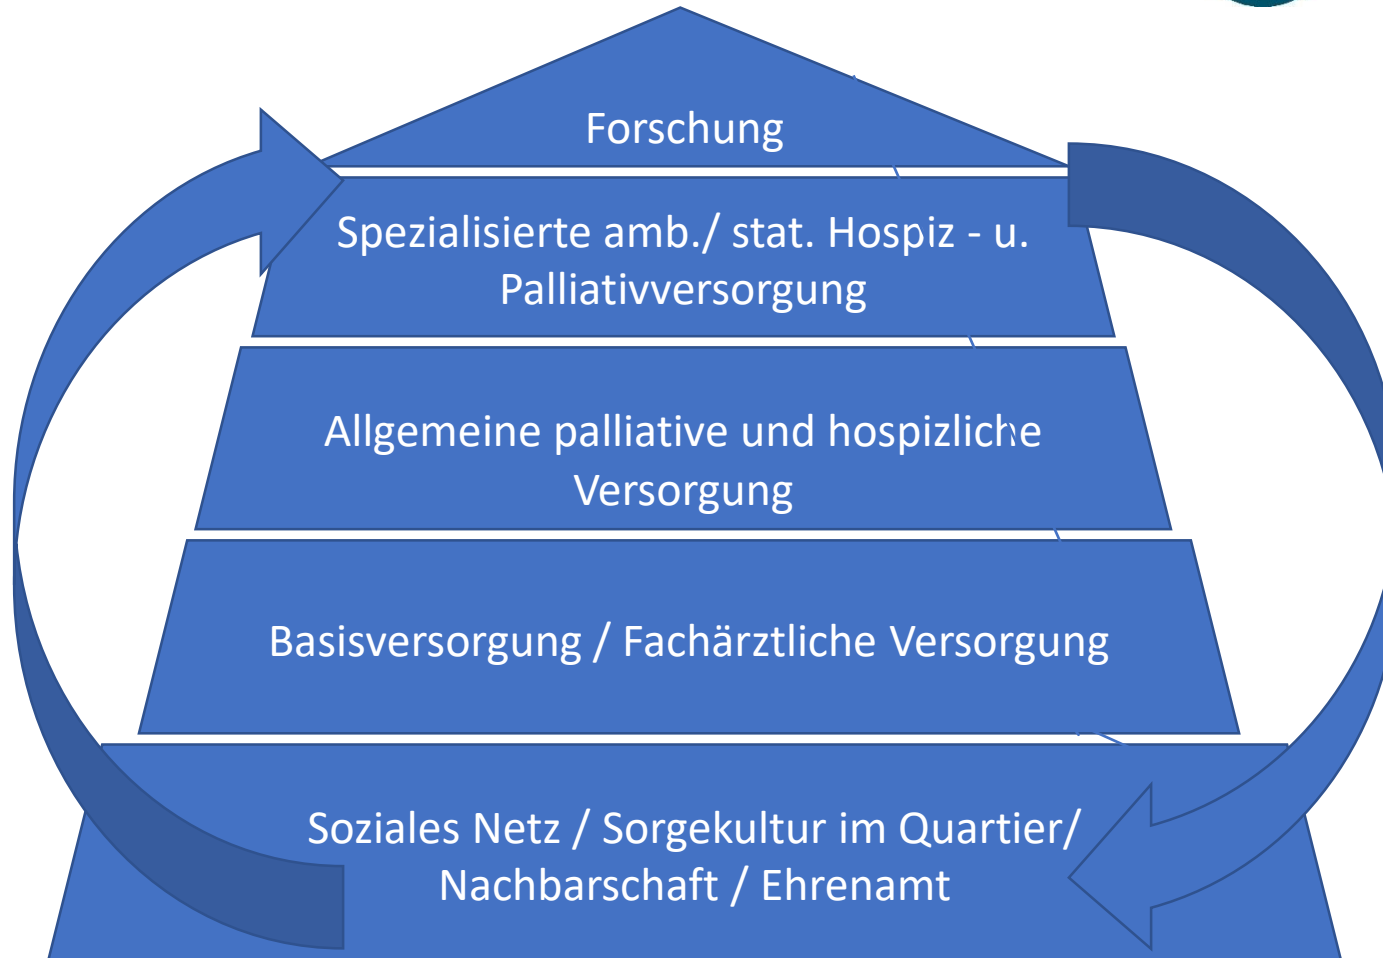 Forschung
Spezialisierte amb./ stat. Hospiz - u.
Palliativversorgung
Allgemeine palliative und hospizliche
Versorgung
Basisversorgung / Fachärztliche Versorgung
Soziales Netz / Sorgekultur im Quartier/
Nachbarschaft / Ehrenamt